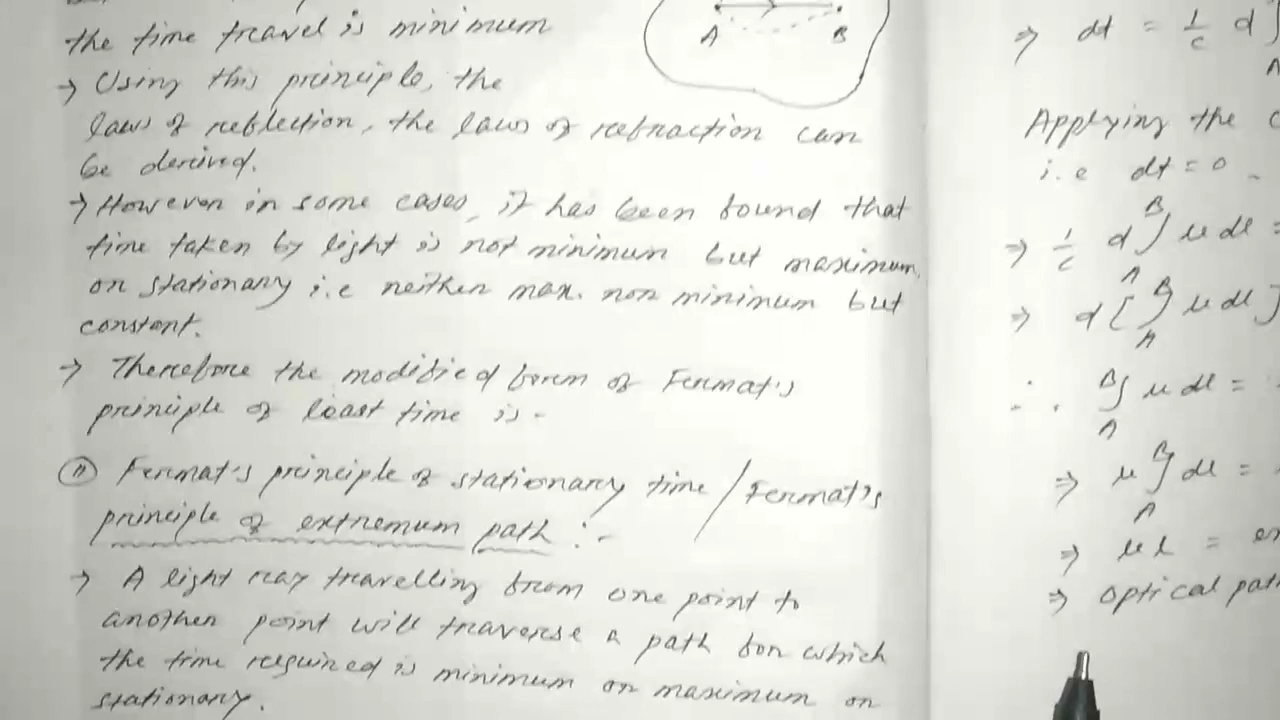 the time travel is minimum
→ Using this principle, the
laws of reflection, the laws of refraction can
be derived.
→ However in some cases, it has been found that
time taken by light is not minimum but maximum,
or stationary i.e neither max. nor minimum but
constant.
→ Therefore the modified form of Fermat's
principle of least time is -
(ii) Fermat's principle of stationary time / Fermat's
principle of extremum path :-
→ A light ray travelling from one point to
another point will traverse a path for which
the time required is minimum or maximum or
stationary.
A B
⇒ dt = 1/c d∫
A
Applying the
i.e dt = 0
⇒ 1/c d ∫_A^B μ dl =
⇒ d [ ∫_A^B μ dl ]
∴ ∫_A^B μ dl =
⇒ μ ∫_A^B dl =
⇒ μ l =
⇒ optical path